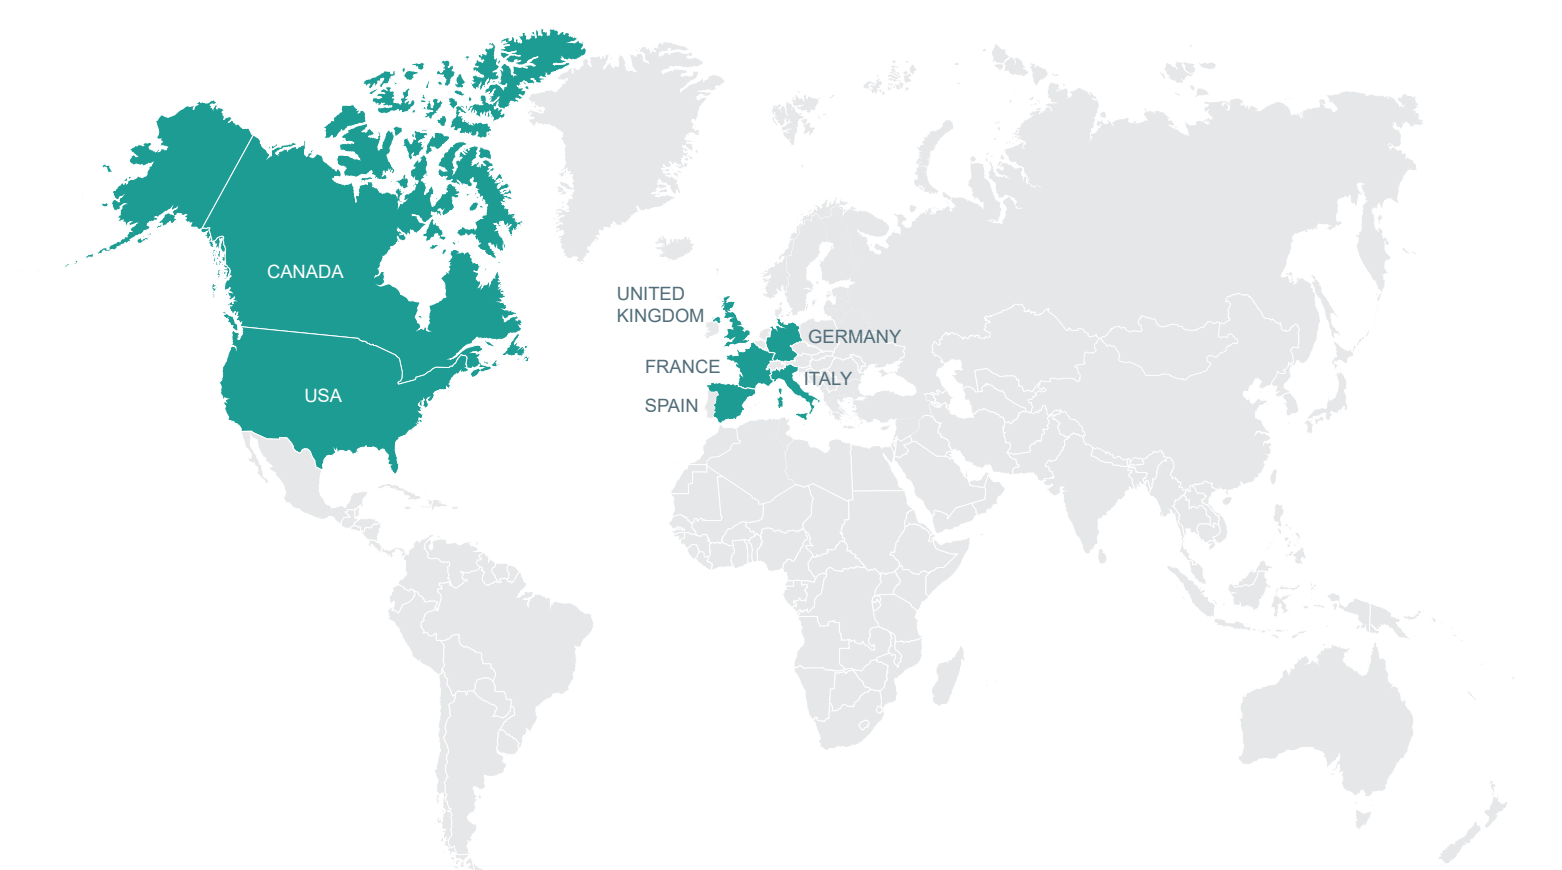 CANADA
USA
UNITED
KINGDOM
FRANCE
SPAIN
GERMANY
ITALY